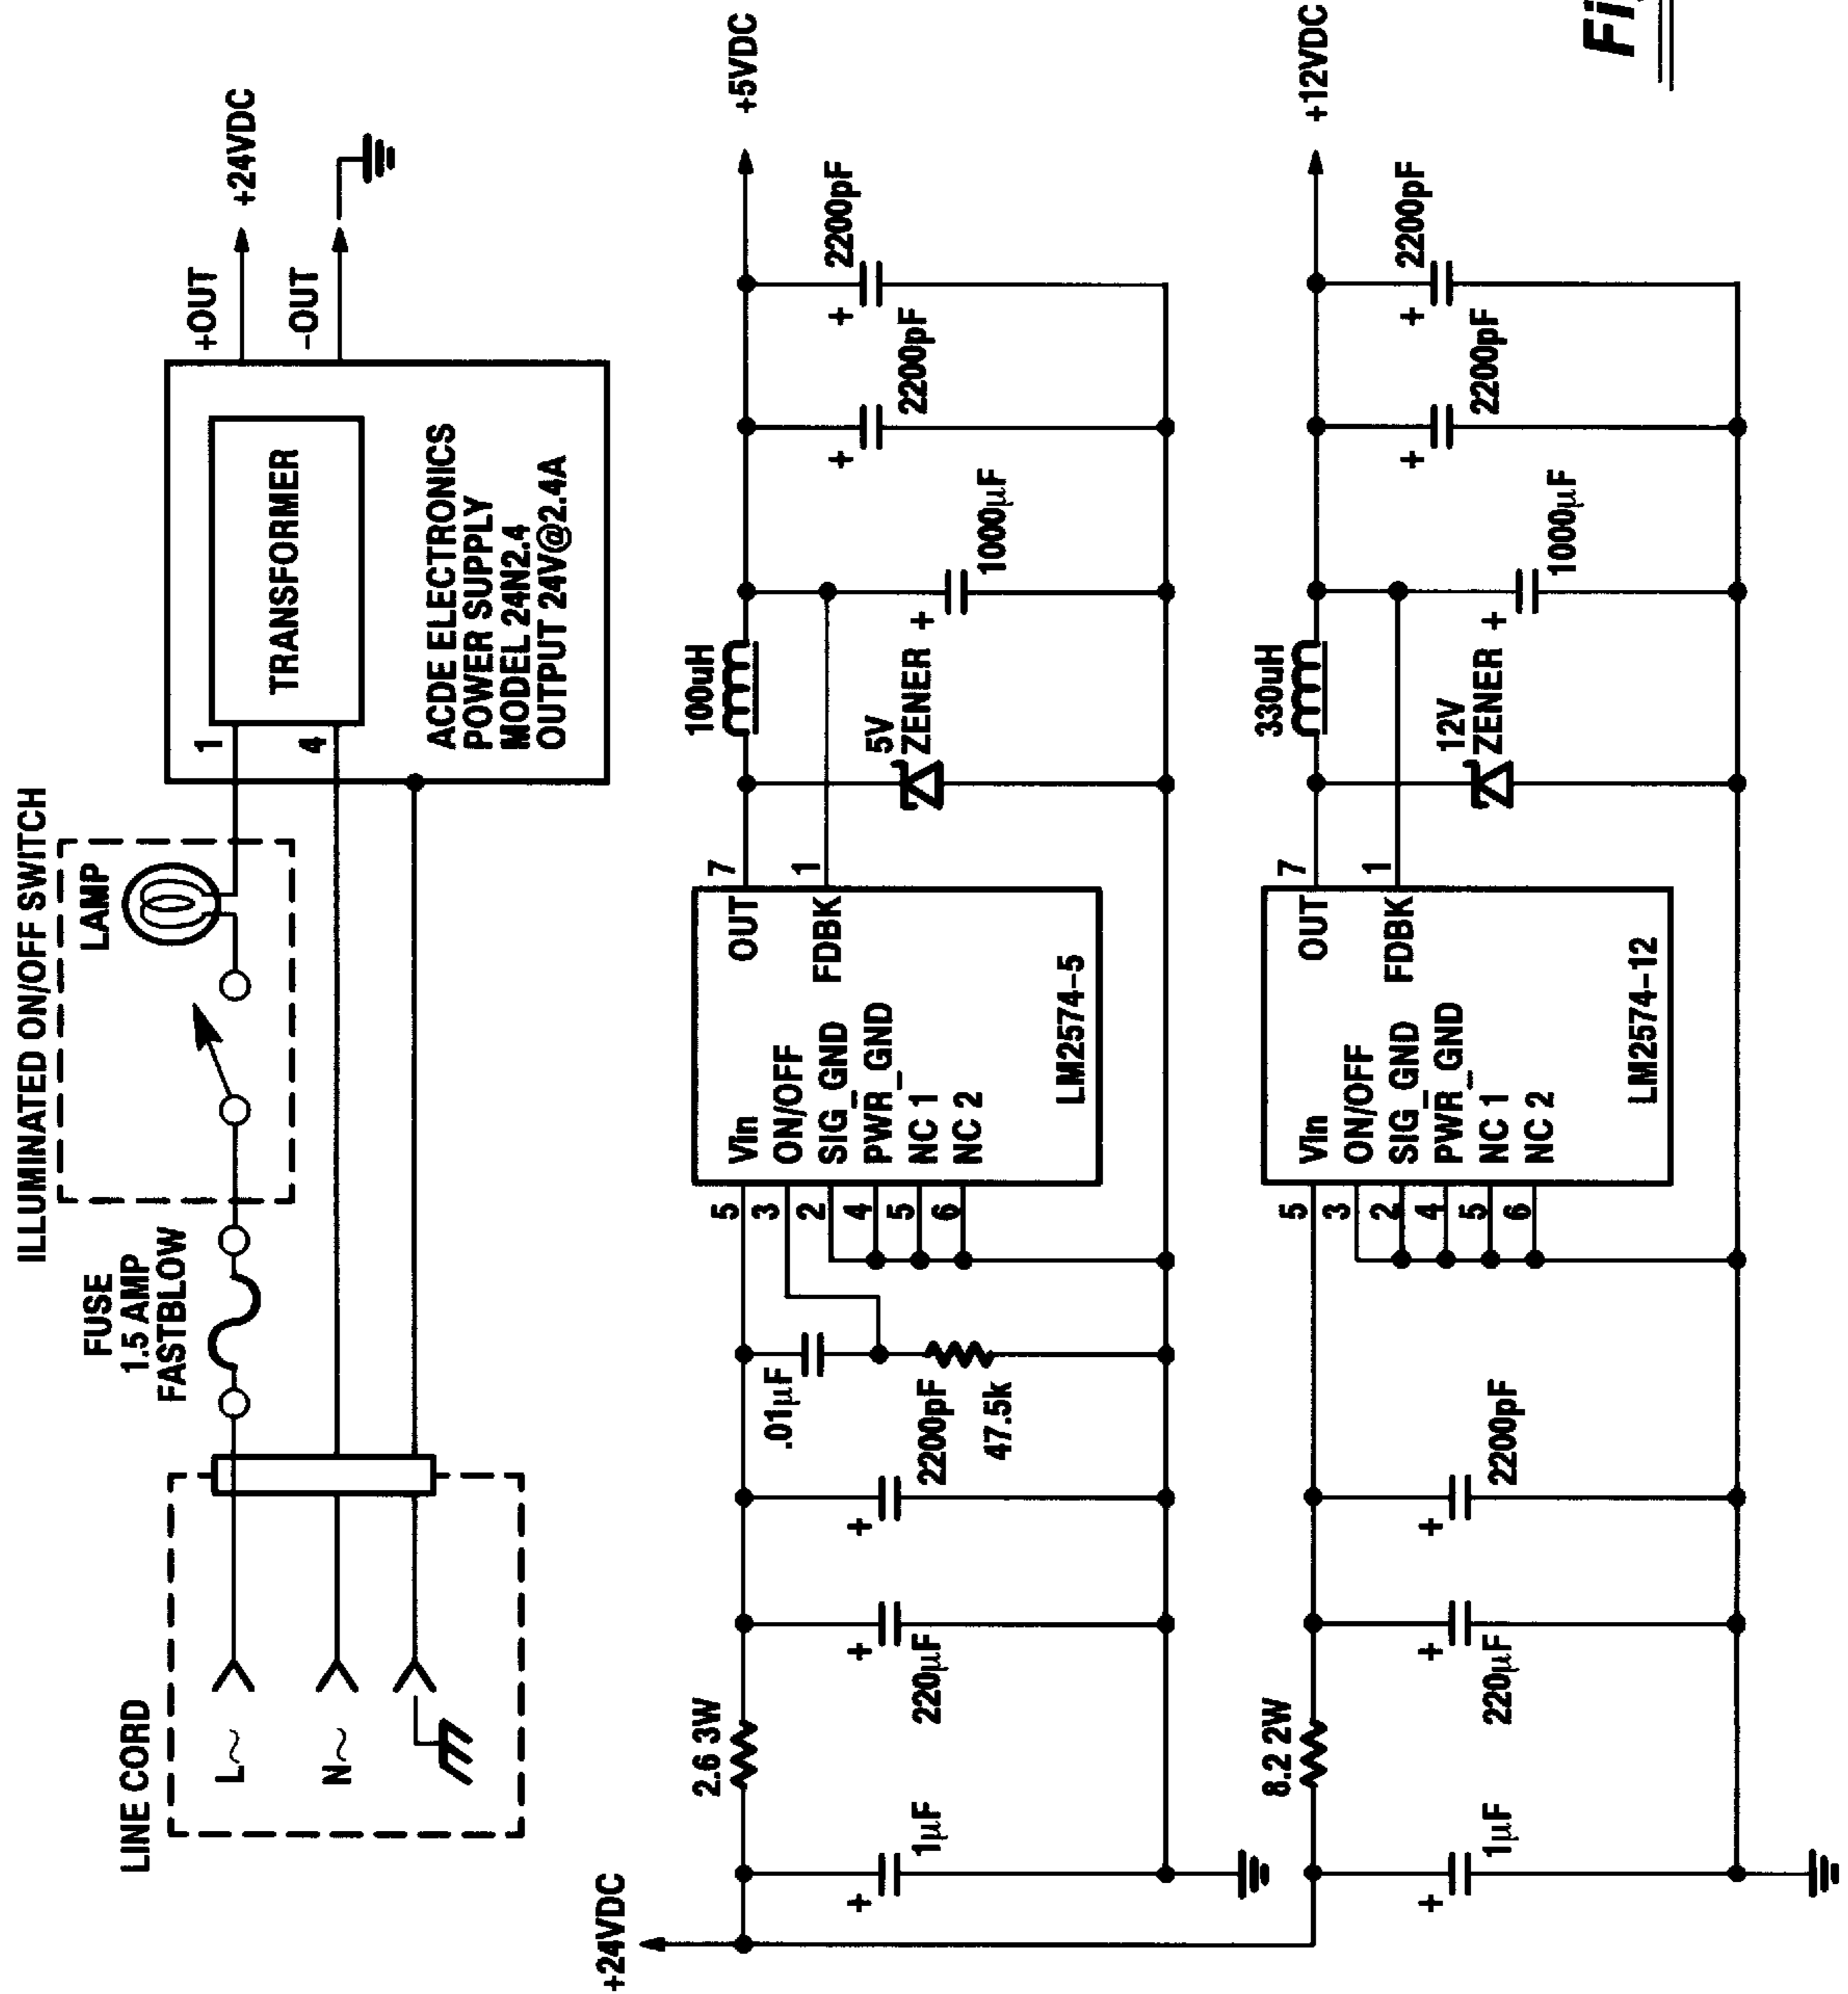 ILLUMINATED ON/OFF SWITCH
LINE CORD
FUSE
1.5 AMP
FASTBLOW
LAMP
L~
N~
1
4
TRANSFORMER
ACDE ELECTRONICS
POWER SUPPLY
MODEL 24N2.4
OUTPUT 24V@2.4A
+OUT
-OUT
+24VDC
+24VDC
2.6 3W
+
1µF
+
220µF
+
2200pF
.01µF
47.5k
5
3
2
4
5
6
Vin
ON/OFF
SIG_GND
PWR_GND
NC 1
NC 2
OUT
FDBK
LM2574-5
7
1
100uH
5V
ZENER
+
1000µF
+
2200pF
+
2200pF
+5VDC
8.2 2W
+
1µF
+
220µF
+
2200pF
5
3
2
4
5
6
Vin
ON/OFF
SIG_GND
PWR_GND
NC 1
NC 2
OUT
FDBK
LM2574-12
7
1
330uH
12V
ZENER
+
1000µF
+
2200pF
+
2200pF
+12VDC